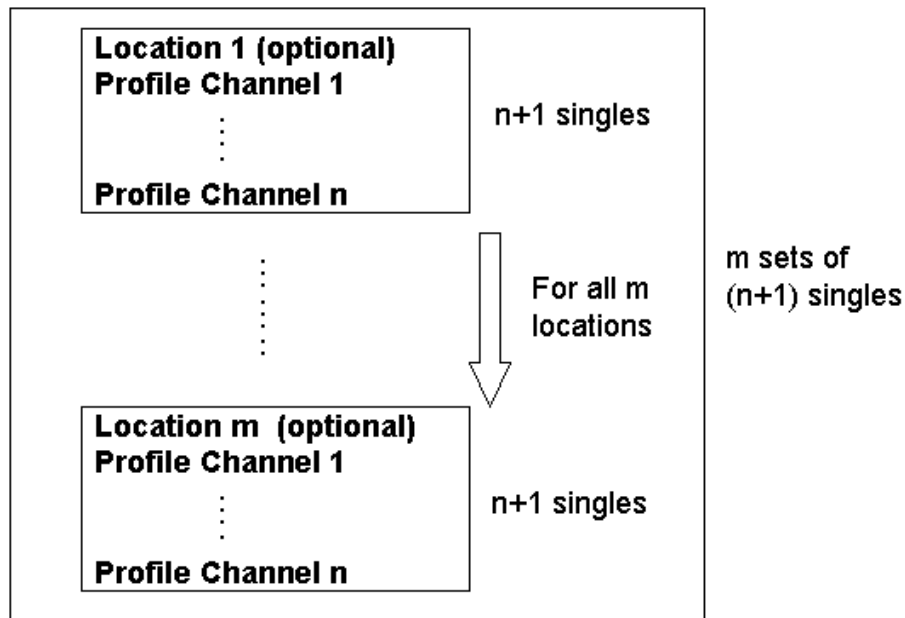 Location 1 (optional)
Profile Channel 1
Profile Channel n
n+1 singles
For all m
locations
m sets of
(n+1) singles
Location m (optional)
Profile Channel 1
Profile Channel n
n+1 singles